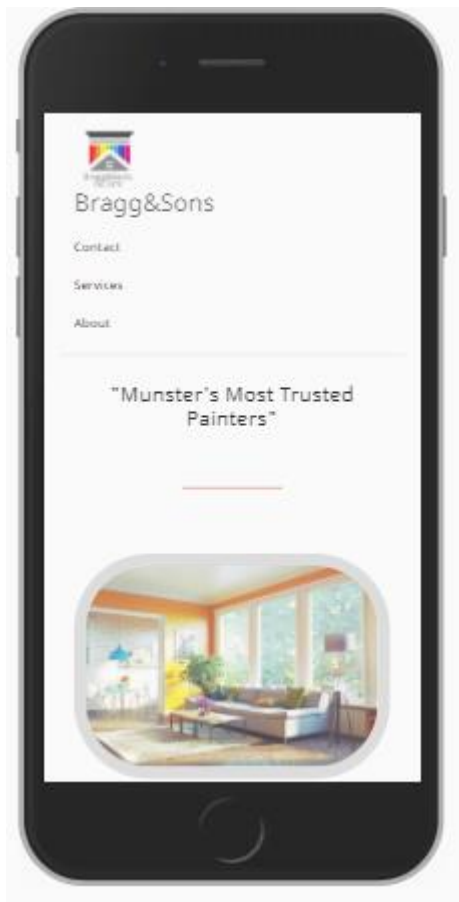 Bragg&Sons
Contact
Services
About
"Munster's Most Trusted
Painters"